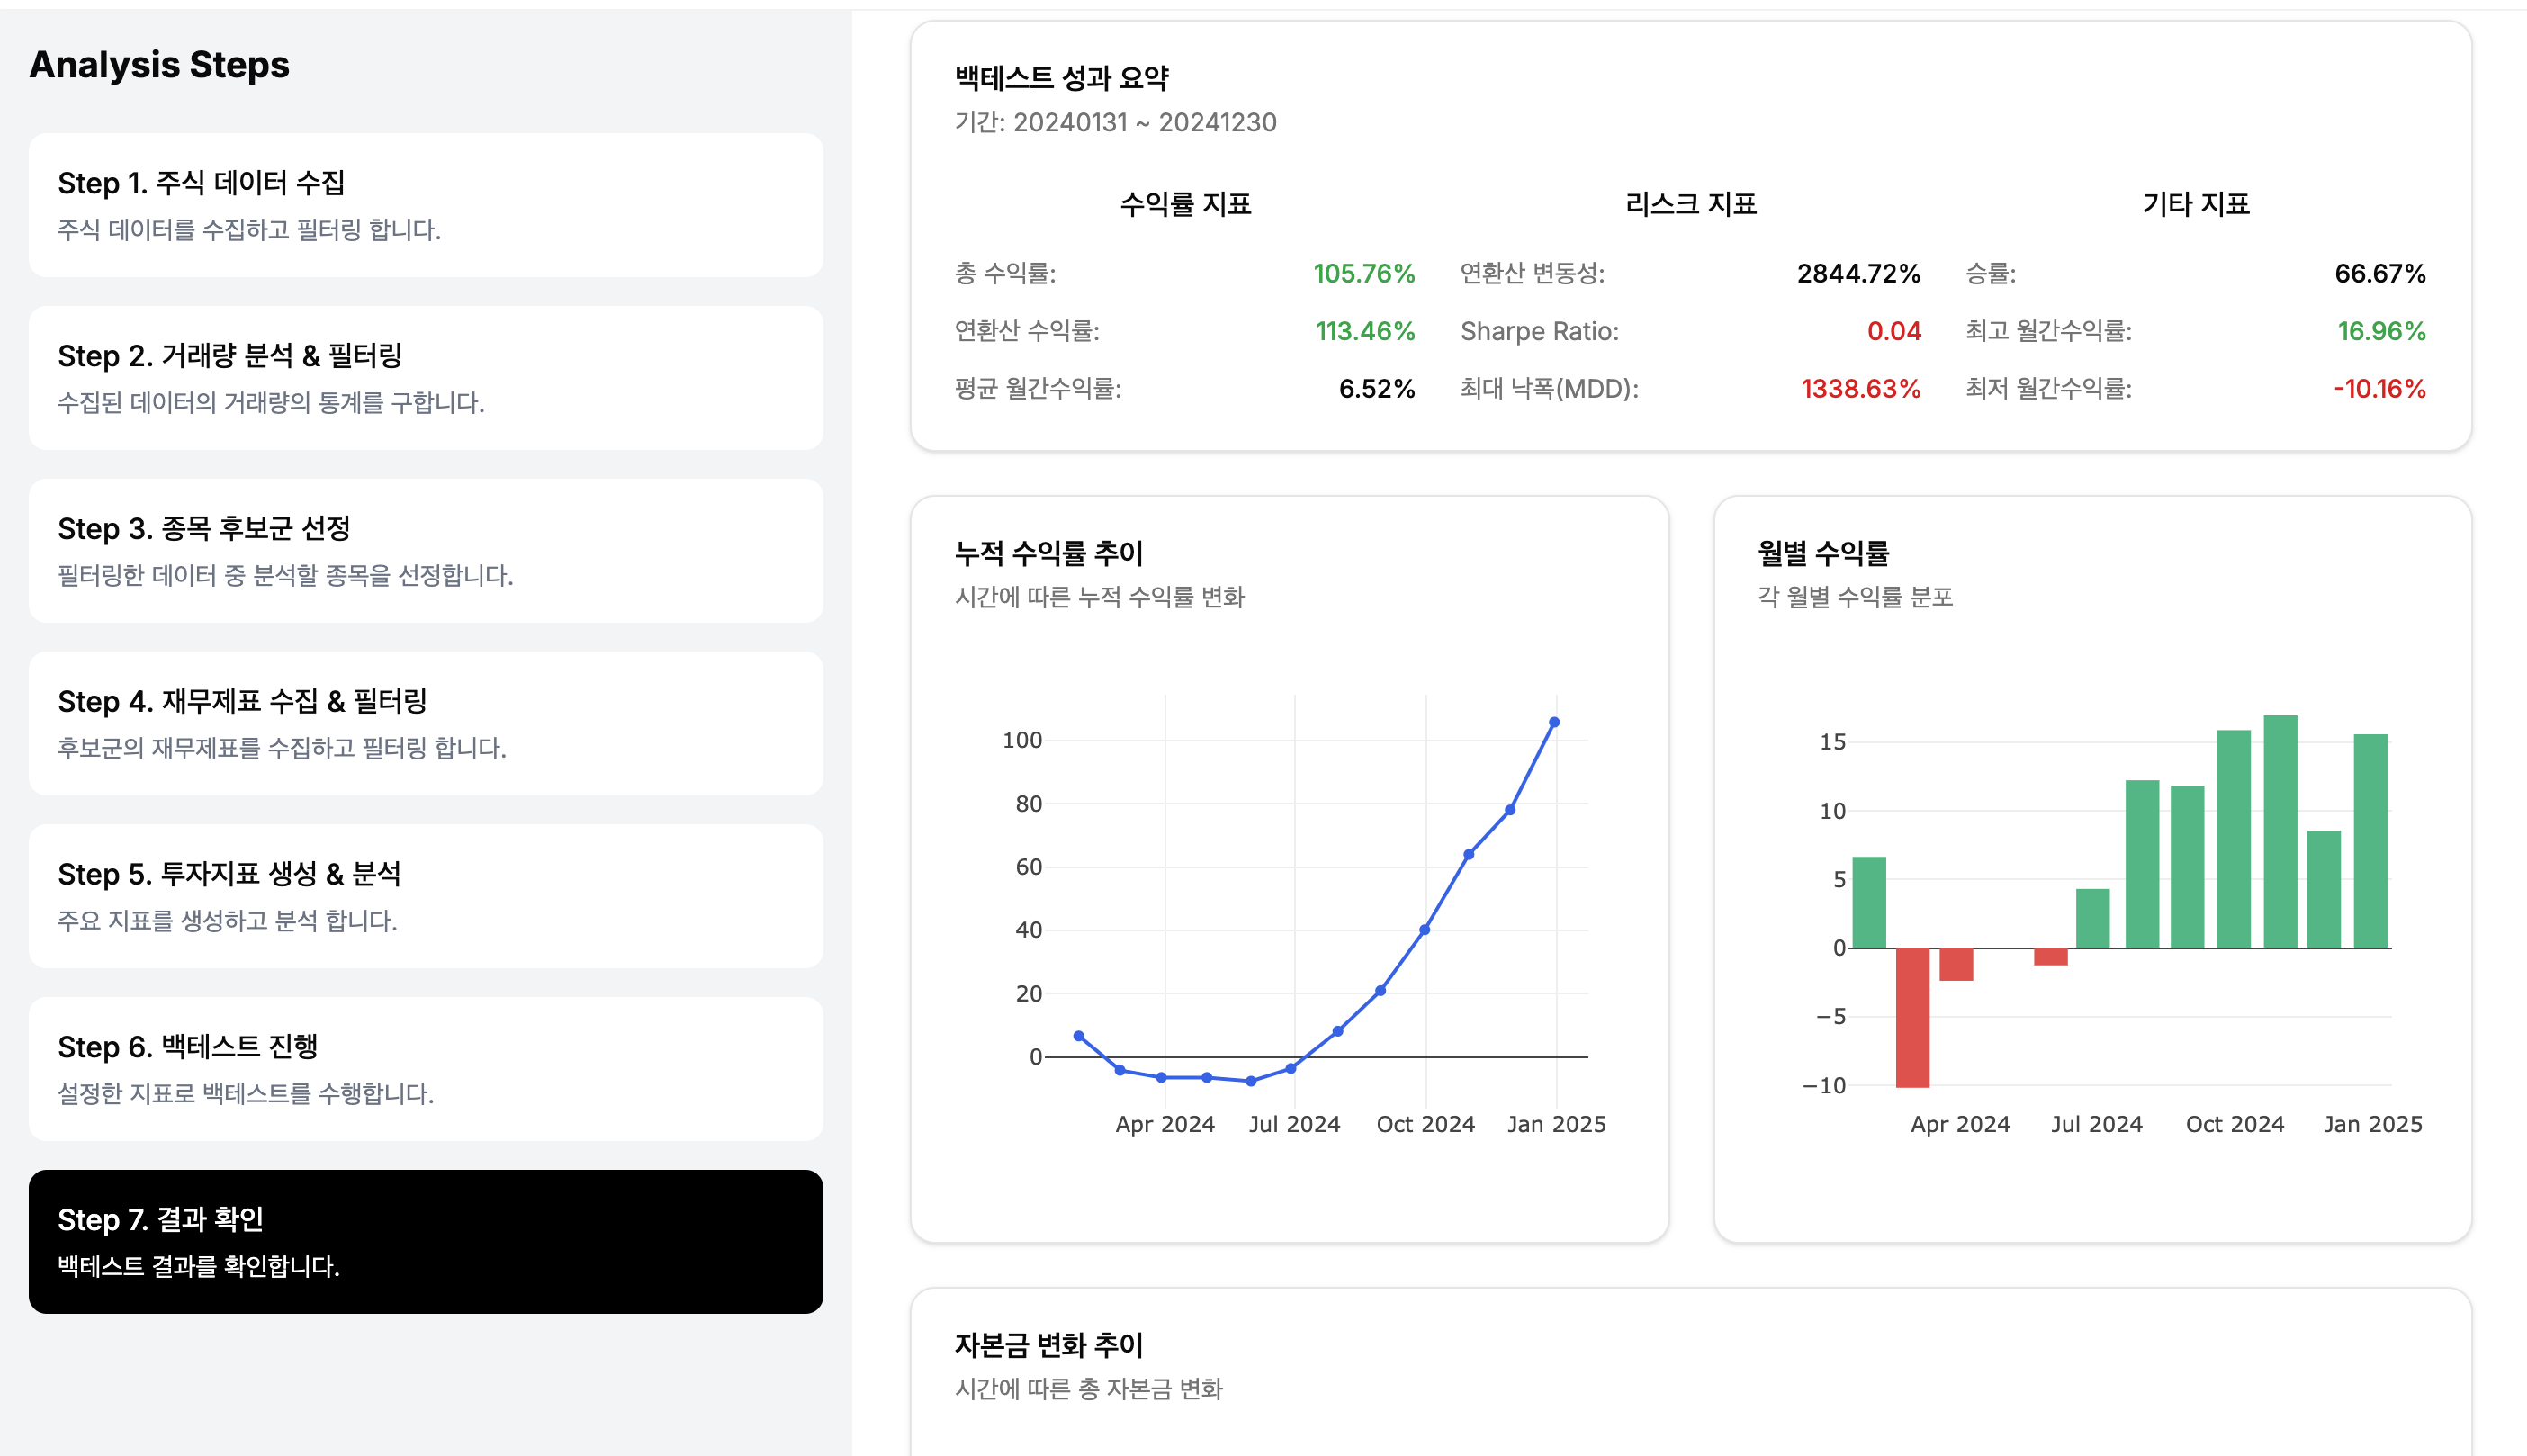 Analysis Steps
Step 1. 주식 데이터 수집
주식 데이터를 수집하고 필터링 합니다.
Step 2. 거래량 분석 & 필터링
수집된 데이터의 거래량의 통계를 구합니다.
Step 3. 종목 후보군 선정
필터링한 데이터 중 분석할 종목을 선정합니다.
Step 4. 재무제표 수집 & 필터링
후보군의 재무제표를 수집하고 필터링 합니다.
Step 5. 투자지표 생성 & 분석
주요 지표를 생성하고 분석 합니다.
Step 6. 백테스트 진행
설정한 지표로 백테스트를 수행합니다.
Step 7. 결과 확인
백테스트 결과를 확인합니다.
백테스트 성과 요약
기간: 20240131 ~ 20241230
수익률 지표
총 수익률: 105.76%
연환산 수익률: 113.46%
평균 월간수익률: 6.52%
리스크 지표
연환산 변동성: 2844.72%
Sharpe Ratio: 0.04
최대 낙폭(MDD): 1338.63%
기타 지표
승률: 66.67%
최고 월간수익률: 16.96%
최저 월간수익률: -10.16%
누적 수익률 추이
시간에 따른 누적 수익률 변화
100
80
60
40
20
0
Apr 2024 Jul 2024 Oct 2024 Jan 2025
월별 수익률
각 월별 수익률 분포
15
10
5
0
−5
−10
Apr 2024 Jul 2024 Oct 2024 Jan 2025
자본금 변화 추이
시간에 따른 총 자본금 변화